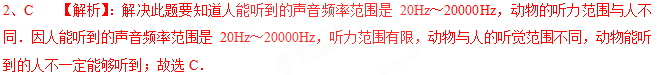 2、C 【解析】：解决此题要知道人能听到的声音频率范围是 20Hz～20000Hz，动物的听力范围与人不
同．因人能听到的声音频率范围是 20Hz～20000Hz，听力范围有限，动物与人的听觉范围不同，动物能听
到的人不一定能够听到；故选 C．